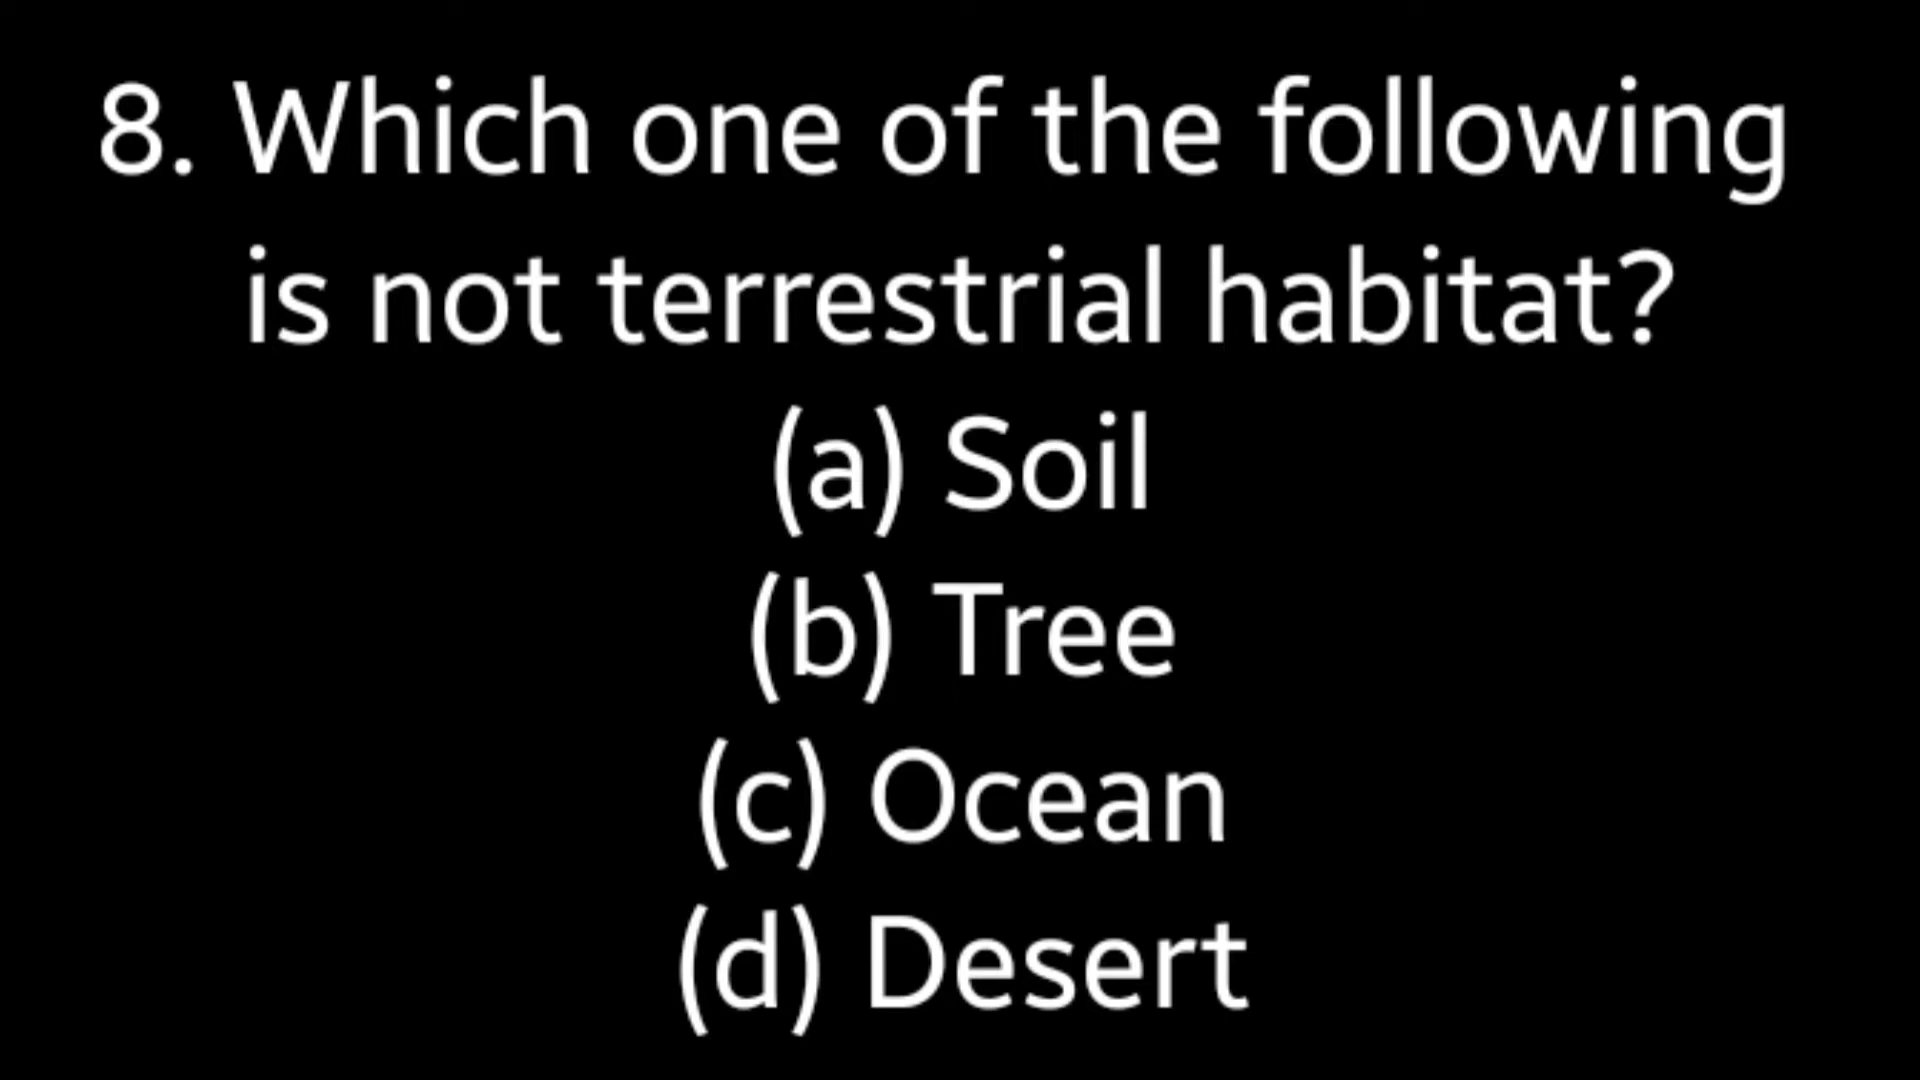 8. Which one of the following
is not terrestrial habitat?
(a) Soil
(b) Tree
(c) Ocean
(d) Desert